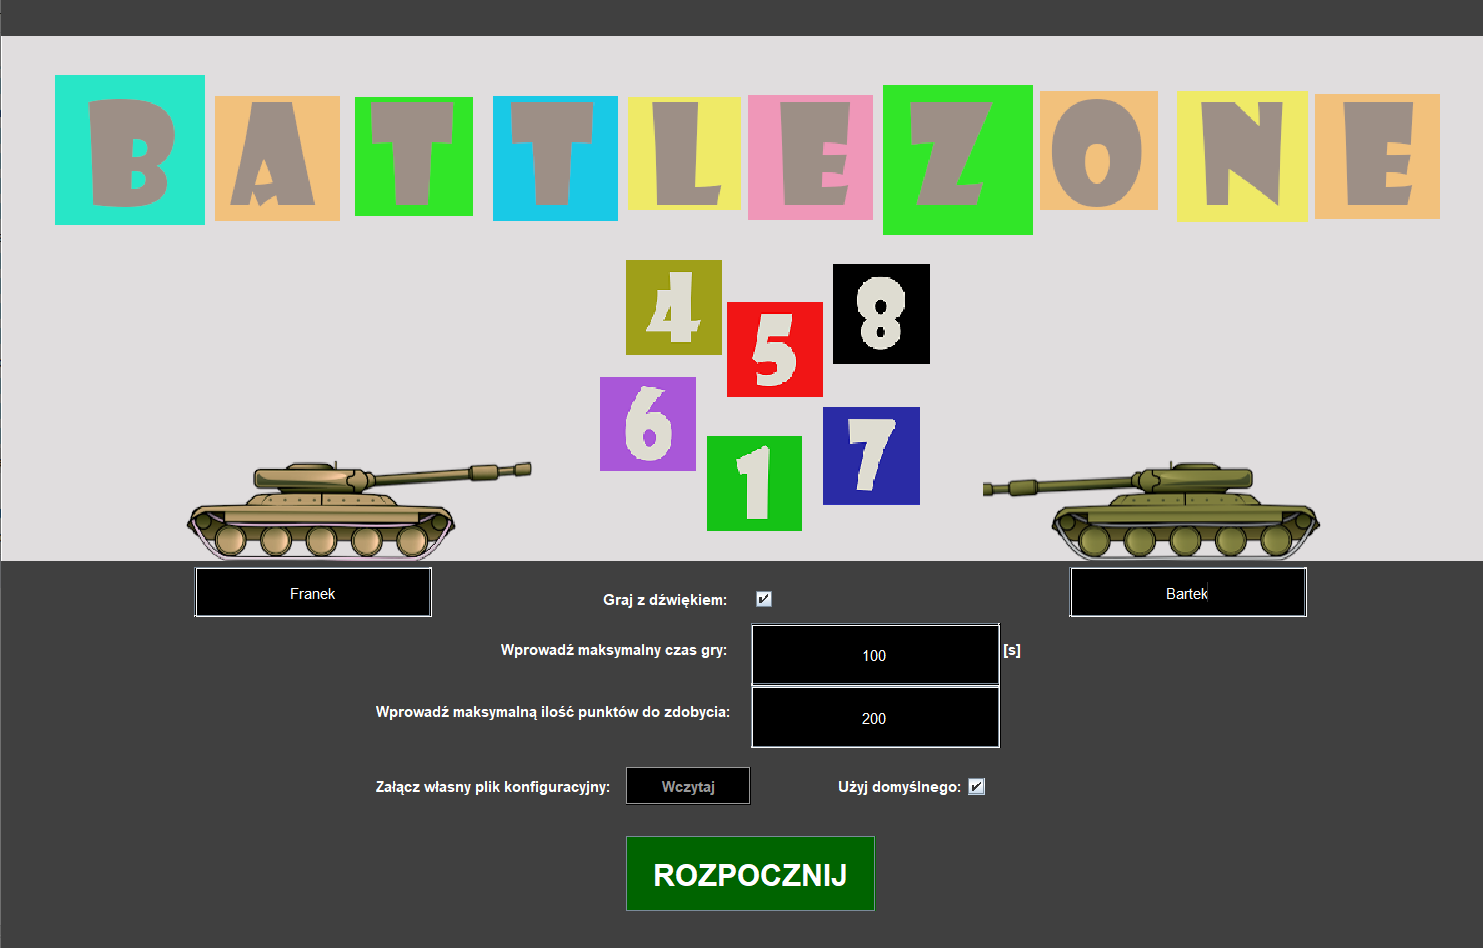 BATTLEZONE
4 5 8
6 1 7
Franek
Bartek
Graj z dźwiękiem:
Wprowadź maksymalny czas gry: 100 [s]
Wprowadź maksymalną ilość punktów do zdobycia: 200
Załącz własny plik konfiguracyjny: Wczytaj Użyj domyślnego:
ROZPOCZNIJ